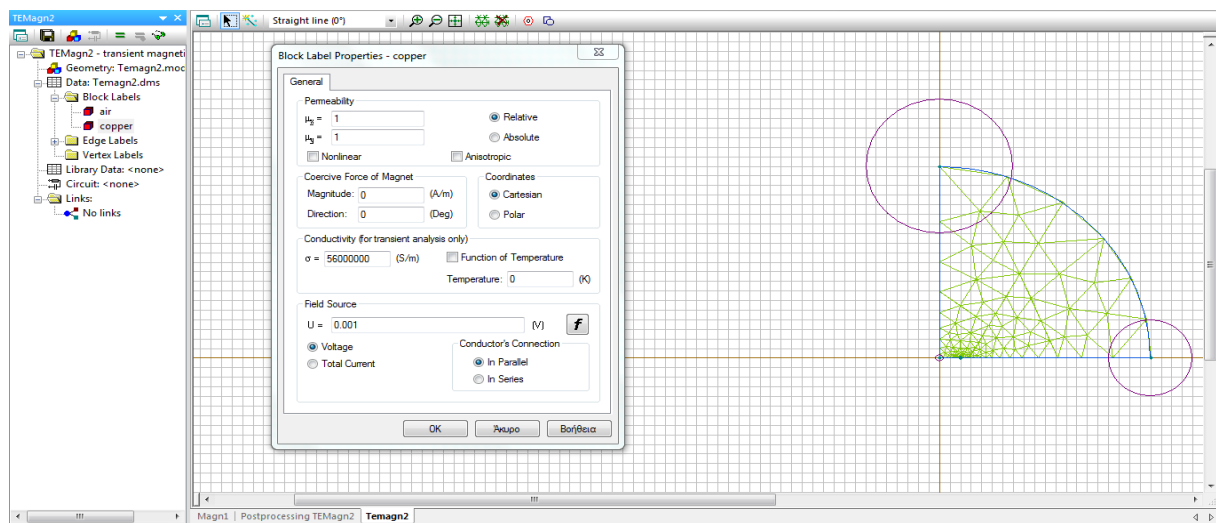 TEMagn2
Straight line (0°)
TEMagn2 - transient magneti
Geometry: Temagn2.moc
Data: Temagn2.dms
Block Labels
air
copper
Edge Labels
Vertex Labels
Library Data: <none>
Circuit: <none>
Links:
No links
Block Label Properties - copper
General
Permeability
= 1
Relative
= 1
Absolute
Nonlinear
Anisotropic
Coercive Force of Magnet
Coordinates
Magnitude: 0 (A/m)
Cartesian
Direction: 0 (Deg)
Polar
Conductivity (for transient analysis only)
σ = 56000000 (S/m)
Function of Temperature
Temperature: 0 (K)
Field Source
U = 0.001 (V) f
Voltage
Conductor's Connection
Total Current
In Parallel
In Series
OK Άκυρο Βοήθεια
Magn1 | Postprocessing TEMagn2 | Temagn2